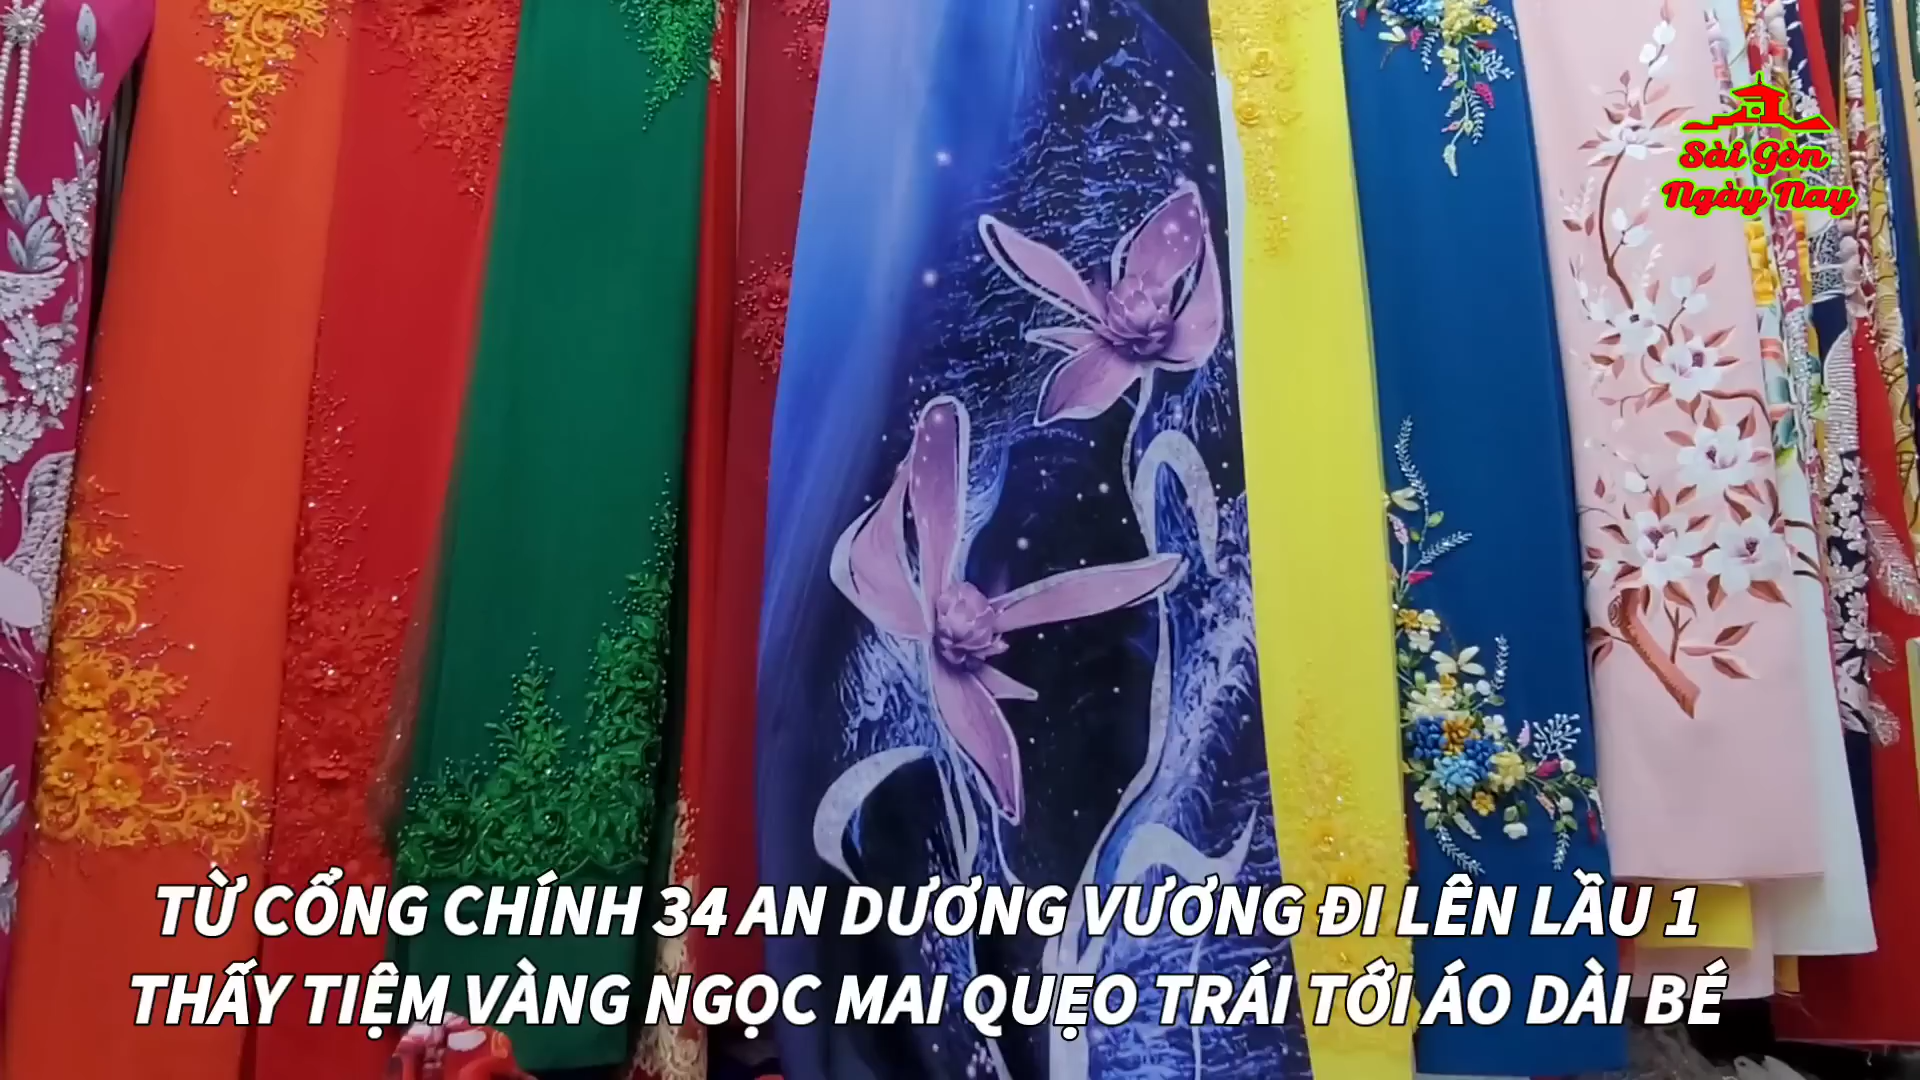 Sài Gòn
Ngày Nay
TỪ CỔNG CHÍNH 34 AN DƯƠNG VƯƠNG ĐI LÊN LẦU 1
THẤY TIỆM VÀNG NGỌC MAI QUẸO TRÁI TỚI ÁO DÀI BÉ